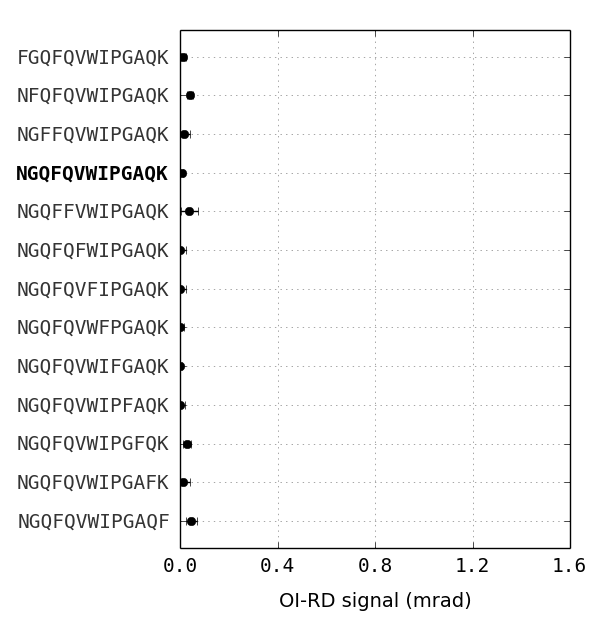 FGQFQVWIPGAQK
NFQFQVWIPGAQK
NGFFQVWIPGAQK
NGQFQVWIPGAQK
NGQFFVWIPGAQK
NGQFQFWIPGAQK
NGQFQVFIPGAQK
NGQFQVWFPGAQK
NGQFQVWIFGAQK
NGQFQVWIPFAQK
NGQFQVWIPGFQK
NGQFQVWIPGAFK
NGQFQVWIPGAQF
0.0 0.4 0.8 1.2 1.6
OI-RD signal (mrad)